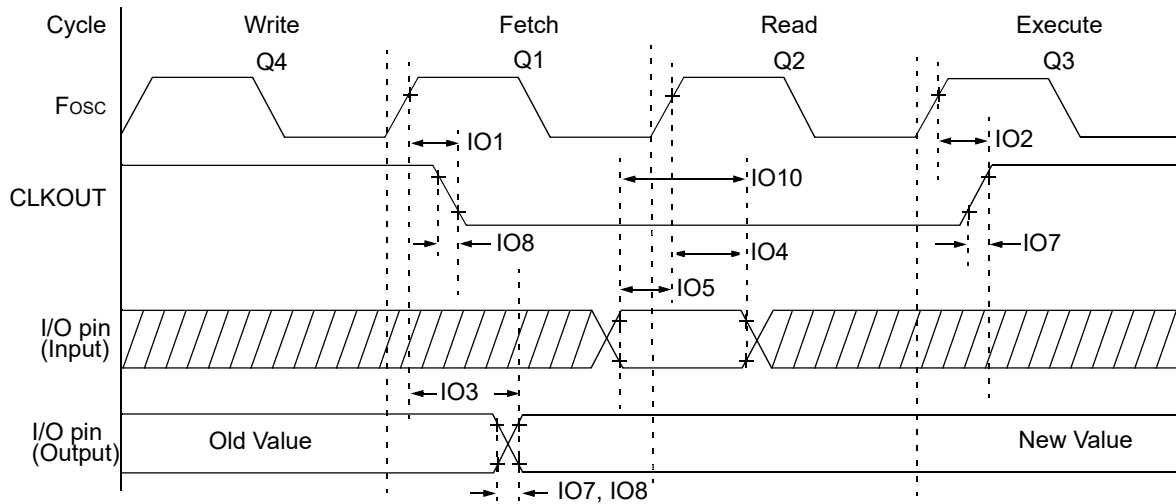 Cycle Write Fetch Read Execute
Q4 Q1 Q2 Q3
Fosc
IO1 IO2
CLKOUT
IO10
IO8 IO4 IO7
IO5
I/O pin
(Input)
IO3
I/O pin
(Output)
Old Value New Value
IO7, IO8